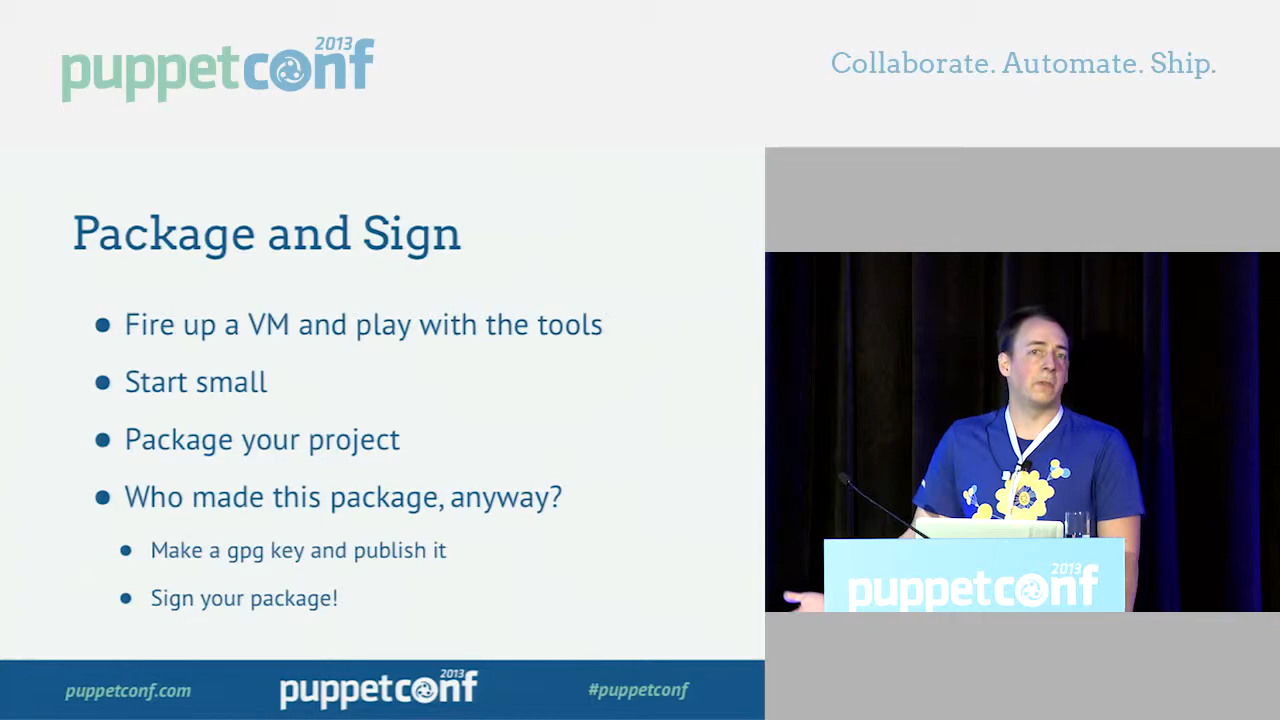 puppetconf 2013
Collaborate. Automate. Ship.
Package and Sign
Fire up a VM and play with the tools
Start small
Package your project
Who made this package, anyway?
Make a gpg key and publish it
Sign your package!
puppetconf.com
puppetconf 2013
#puppetconf
puppetconf 2013